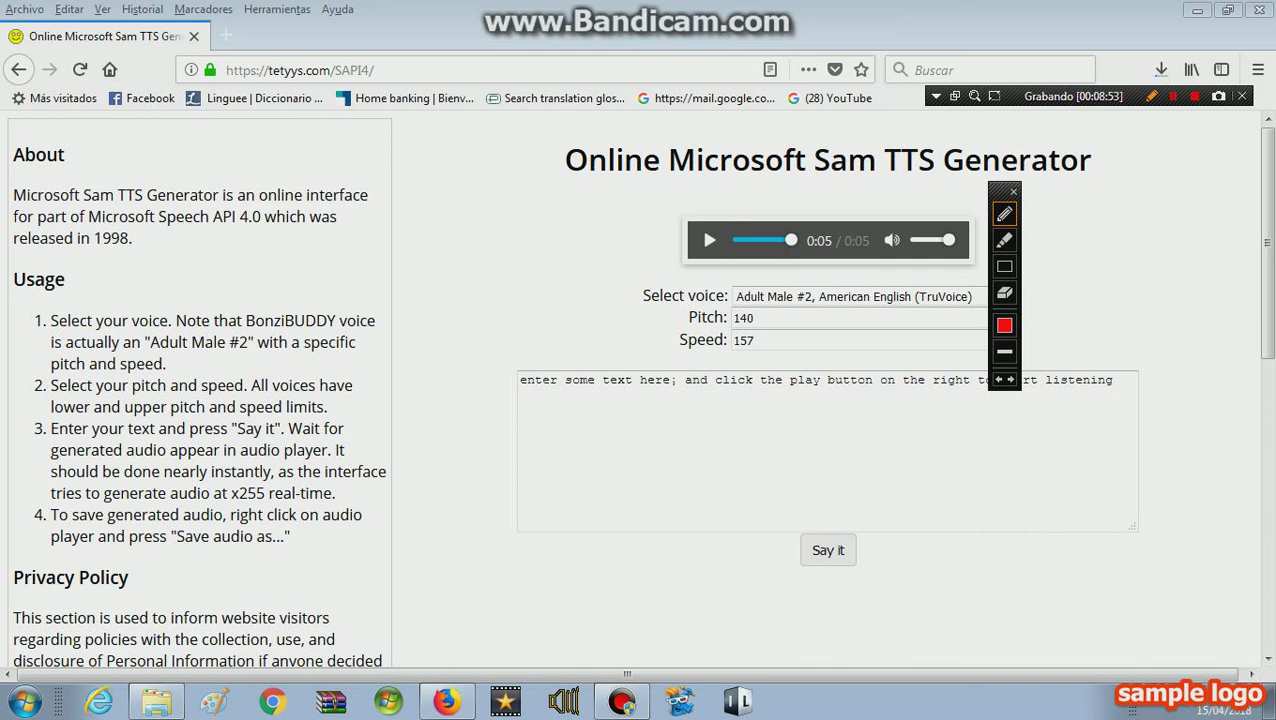 Archivo Editar Ver Historial Marcadores Herramientas Ayuda
www.Bandicam.com
Online Microsoft Sam TTS Gen
https://tetyys.com/SAPI4/
Buscar
Más visitados Facebook Linguee | Diccionario ... Home banking | Bienv... Search translation glos... https://mail.google.co... (28) YouTube
Grabando [00:08:53]
About
Microsoft Sam TTS Generator is an online interface
for part of Microsoft Speech API 4.0 which was
released in 1998.
Usage
1. Select your voice. Note that BonziBUDDY voice
is actually an "Adult Male #2" with a specific
pitch and speed.
2. Select your pitch and speed. All voices have
lower and upper pitch and speed limits.
3. Enter your text and press "Say it". Wait for
generated audio appear in audio player. It
should be done nearly instantly, as the interface
tries to generate audio at x255 real-time.
4. To save generated audio, right click on audio
player and press "Save audio as..."
Privacy Policy
This section is used to inform website visitors
regarding policies with the collection, use, and
disclosure of Personal Information if anyone decided
Online Microsoft Sam TTS Generator
0:05 / 0:05
Select voice: Adult Male #2, American English (TruVoice)
Pitch: 140
Speed: 157
enter some text here; and click the play button on the right to rt listening
Say it
sample logo
15/04/2018